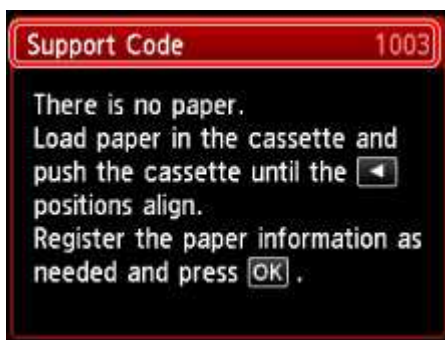 Support Code 1003
There is no paper.
Load paper in the cassette and
push the cassette until the ◀
positions align.
Register the paper information as
needed and press OK .